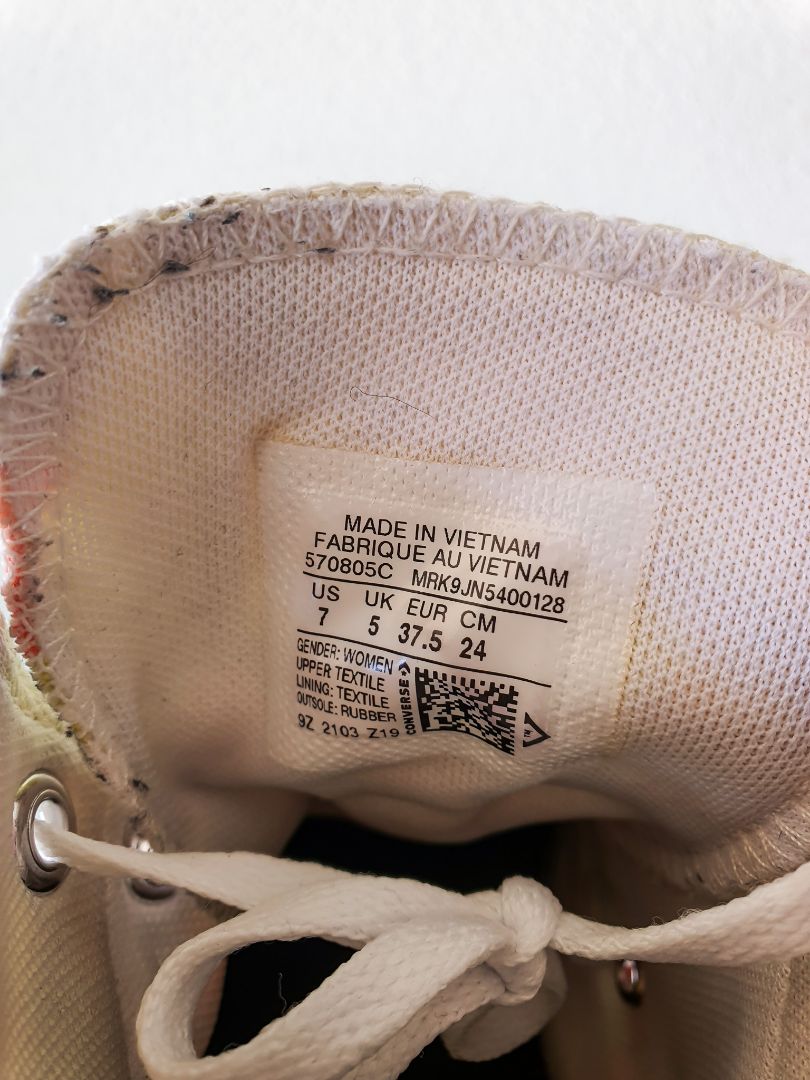 MADE IN VIETNAM
FABRIQUE AU VIETNAM
570805C MRK9JN5400128
US UK EUR CM
7 5 37.5 24
GENDER: WOMEN
UPPER TEXTILE
LINING: TEXTILE
OUTSOLE: RUBBER
9Z 2103 Z19
CONVERSE
TM